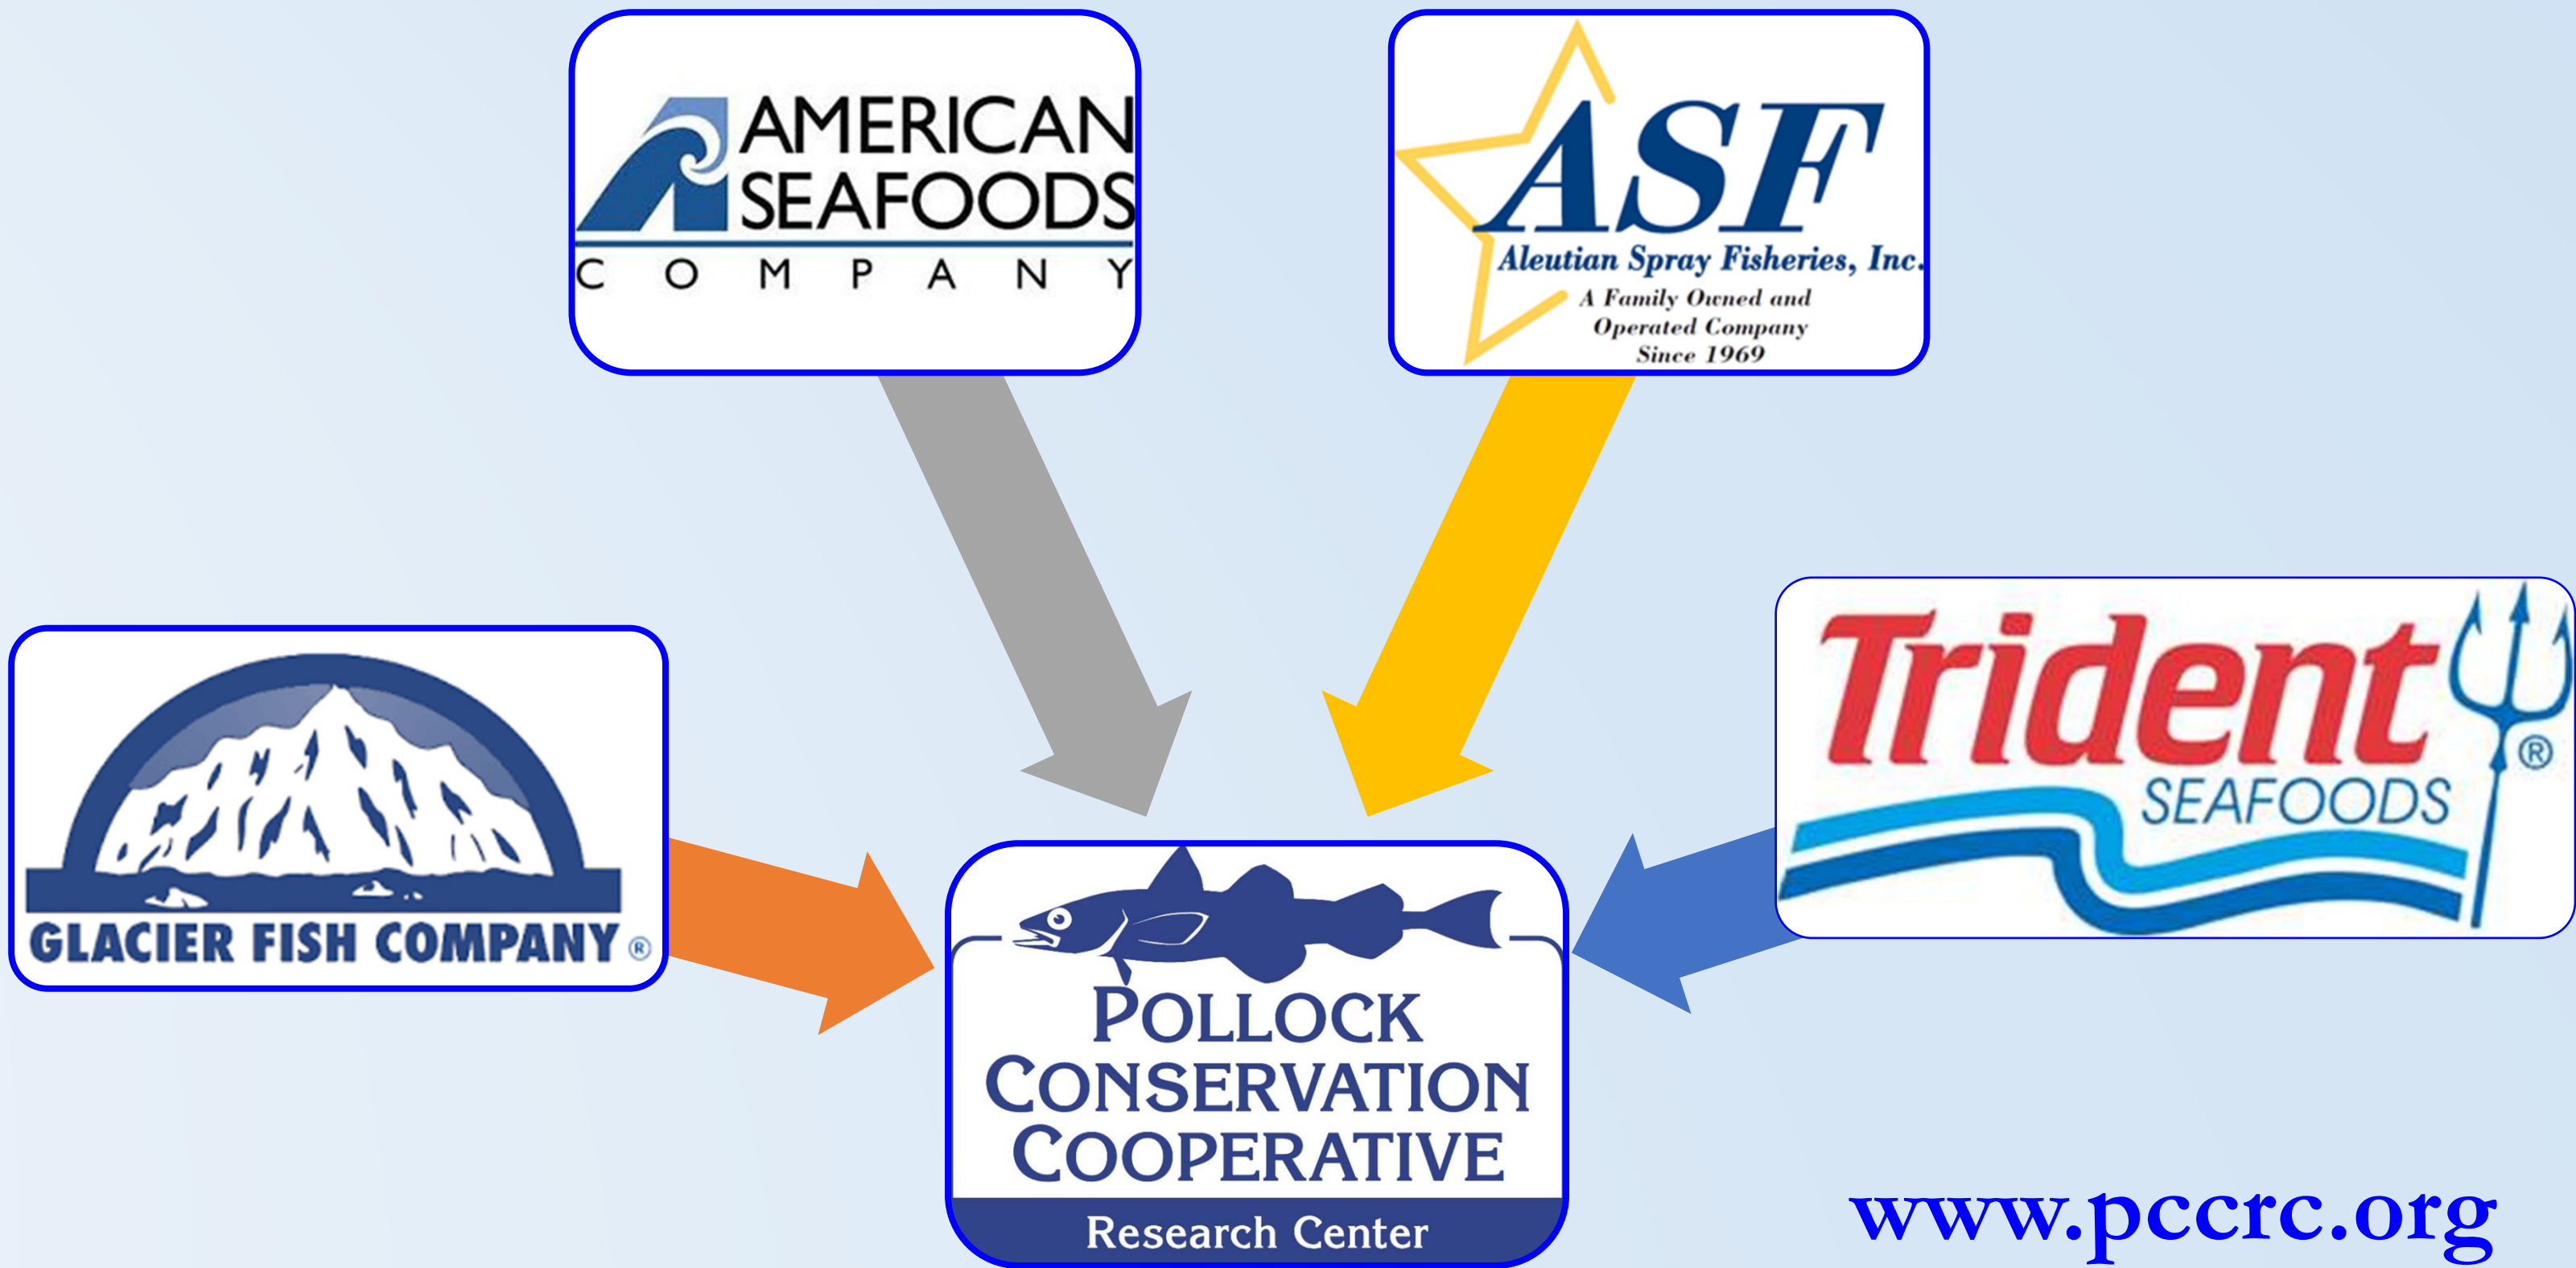 AMERICAN
SEAFOODS
COMPANY
ASF
Aleutian Spray Fisheries, Inc.
A Family Owned and
Operated Company
Since 1969
GLACIER FISH COMPANY ®
Trident
SEAFOODS ®
POLLOCK
CONSERVATION
COOPERATIVE
Research Center
www.pccrc.org